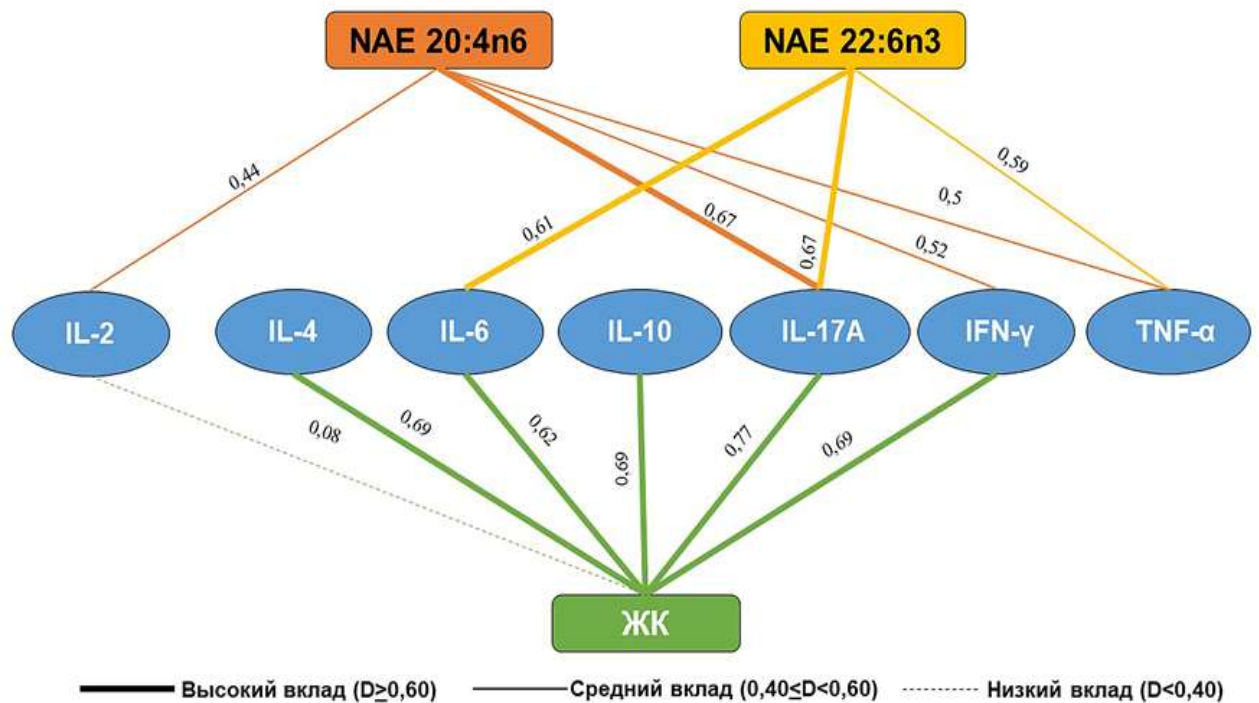 NAE 20:4n6
NAE 22:6n3
0,44
0,61
0,67
0,67
0,52
0,5
0,59
IL-2
IL-4
IL-6
IL-10
IL-17A
IFN-γ
TNF-α
0,08
0,69
0,62
0,69
0,77
0,69
ЖК
Высокий вклад (D≥0,60)
Средний вклад (0,40≤D<0,60)
Низкий вклад (D<0,40)